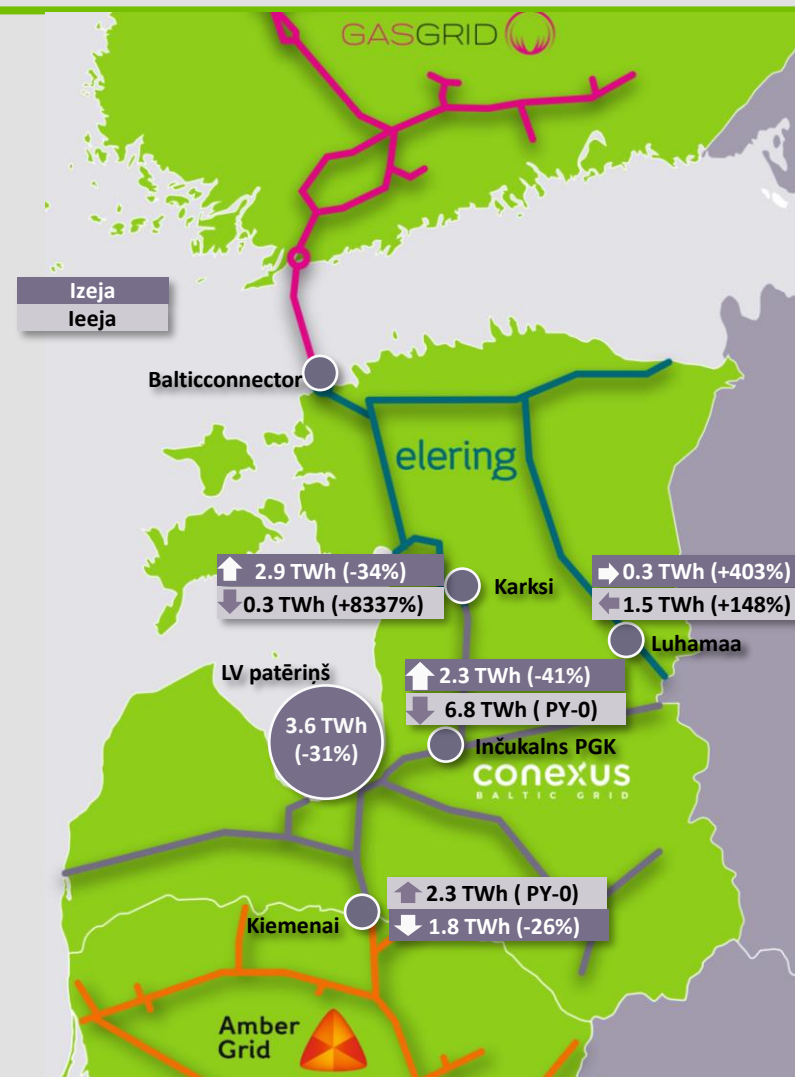 GASGRID
Izeja
Ieeja
Balticconnector
elering
2.9 TWh (-34%)
0.3 TWh (+8337%)
Karksi
0.3 TWh (+403%)
1.5 TWh (+148%)
Luhamaa
LV patēriņš
3.6 TWh
(-31%)
2.3 TWh (-41%)
6.8 TWh ( PY-0)
Inčukalns PGK
conexus
BALTIC GRID
2.3 TWh ( PY-0)
1.8 TWh (-26%)
Kiemenai
Amber
Grid